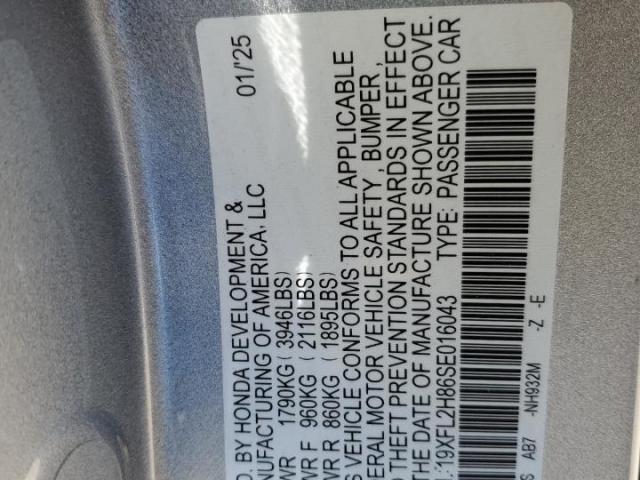 D. BY HONDA DEVELOPMENT & 01/'25
NUFACTURING OF AMERICA, LLC
WR 1790KG ( 3946LBS)
WR F 960KG ( 2116LBS)
WR R 860KG ( 1895LBS)
S VEHICLE CONFORMS TO ALL APPLICABLE
ERAL MOTOR VEHICLE SAFETY, BUMPER,
THEFT PREVENTION STANDARDS IN EFFECT
THE DATE OF MANUFACTURE SHOWN ABOVE.
: 19XFL2H86SE016043 TYPE: PASSENGER CAR
S AB7 -NH932M -Z -E